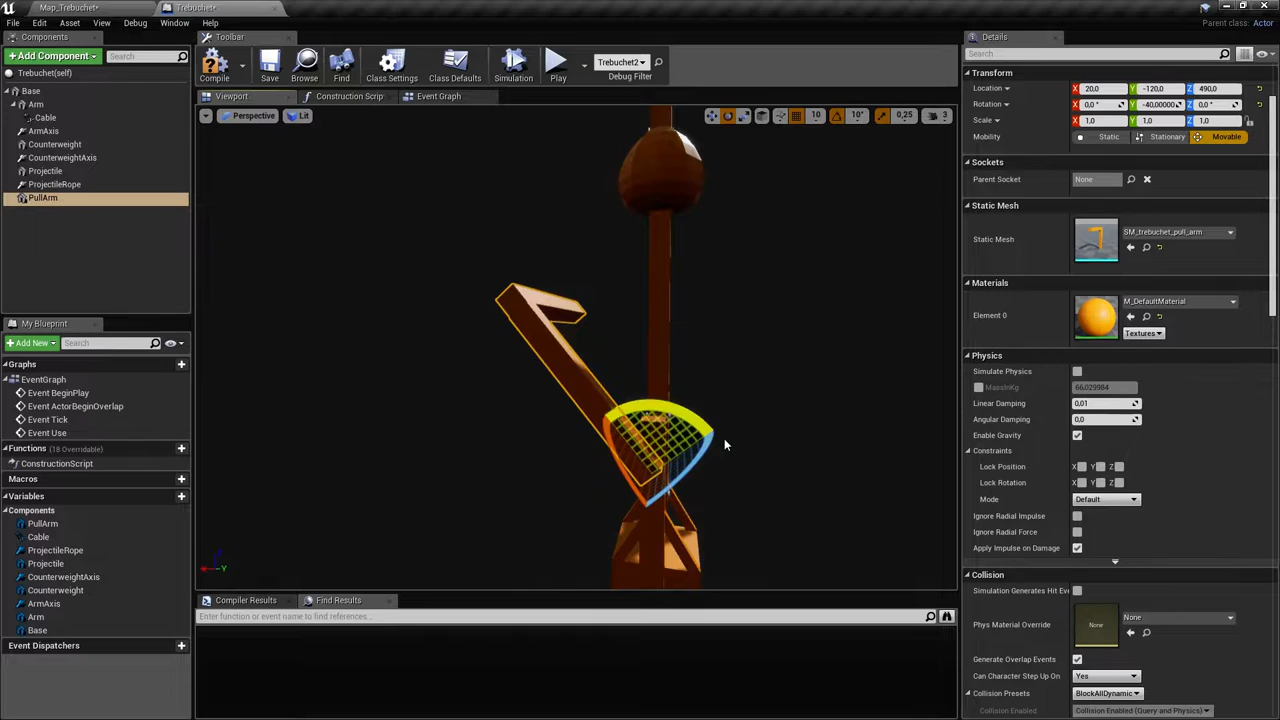 Map_Trebuchet*
Trebuchet*
File Edit Asset View Debug Window Help
Parent class: Actor
Components
Add Component
Search
Trebuchet(self)
Base
Arm
Cable
ArmAxis
Counterweight
CounterweightAxis
Projectile
ProjectileRope
PullArm
My Blueprint
Add New
Search
Graphs
EventGraph
Event BeginPlay
Event ActorBeginOverlap
Event Tick
Event Use
Functions (18 Overridable)
ConstructionScript
Macros
Variables
Components
PullArm
Cable
ProjectileRope
Projectile
CounterweightAxis
Counterweight
ArmAxis
Arm
Base
Event Dispatchers
Toolbar
Compile
Save
Browse
Find
Class Settings
Class Defaults
Simulation
Play
Trebuchet2
Debug Filter
Viewport
Construction Scrip
Event Graph
Perspective
Lit
10 10° 0,25 3
Y
Compiler Results
Find Results
Enter function or event name to find references...
Details
Search
Transform
Location X 20,0 Y -120,0 Z 490,0
Rotation X 0,0 ° Y -40,00000 Z 0,0 °
Scale X 1,0 Y 1,0 Z 1,0
Mobility Static Stationary Movable
Sockets
Parent Socket None
Static Mesh
Static Mesh SM_trebuchet_pull_arm
Materials
Element 0 M_DefaultMaterial
Textures
Physics
Simulate Physics
MassInKg 66,029984
Linear Damping 0,01
Angular Damping 0,0
Enable Gravity
Constraints
Lock Position X Y Z
Lock Rotation X Y Z
Mode Default
Ignore Radial Impulse
Ignore Radial Force
Apply Impulse on Damage
Collision
Simulation Generates Hit Eve
Phys Material Override None None
Generate Overlap Events
Can Character Step Up On Yes
Collision Presets BlockAllDynamic
Collision Enabled Collision Enabled (Query and Physics)